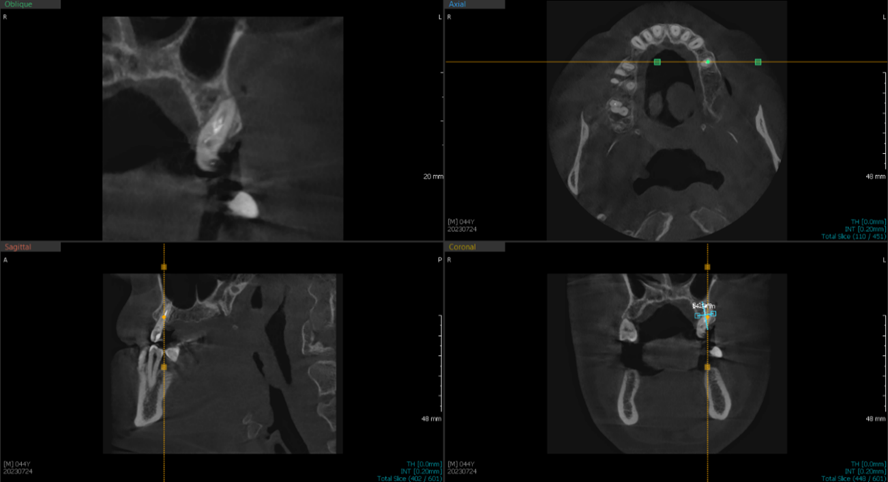 Oblique
R
L
20 mm
Axial
R
L
48 mm
[M] 044Y
20230724
TH [0.0mm]
INT [0.20mm]
Total Slice (110 / 451)
Sagittal
A
P
48 mm
[M] 044Y
20230724
TH [0.0mm]
INT [0.20mm]
Total Slice (402 / 601)
Coronal
R
L
48 mm
[M] 044Y
20230724
TH [0.0mm]
INT [0.20mm]
Total Slice (448 / 601)